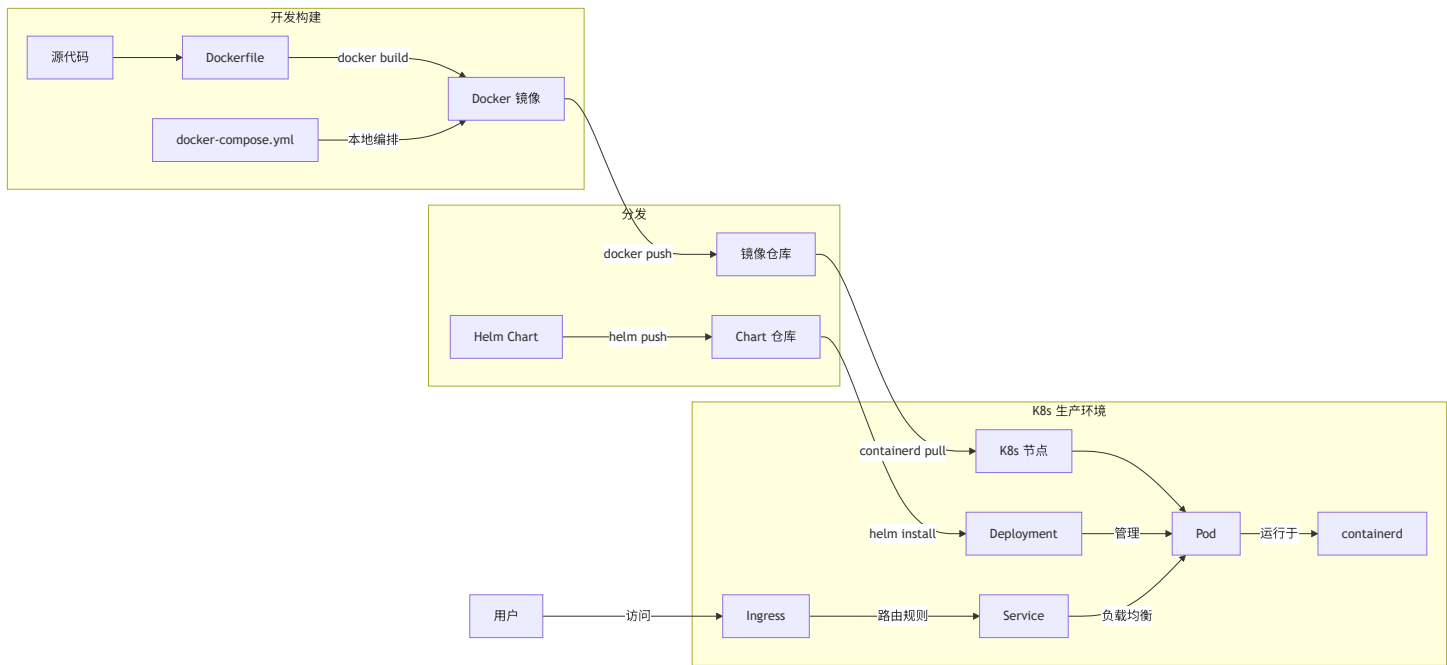 开发构建
源代码
Dockerfile
docker build
Docker 镜像
docker-compose.yml
本地编排
分发
docker push
镜像仓库
Helm Chart
helm push
Chart 仓库
K8s 生产环境
containerd pull
K8s 节点
helm install
Deployment
管理
Pod
运行于
containerd
用户
访问
Ingress
路由规则
Service
负载均衡